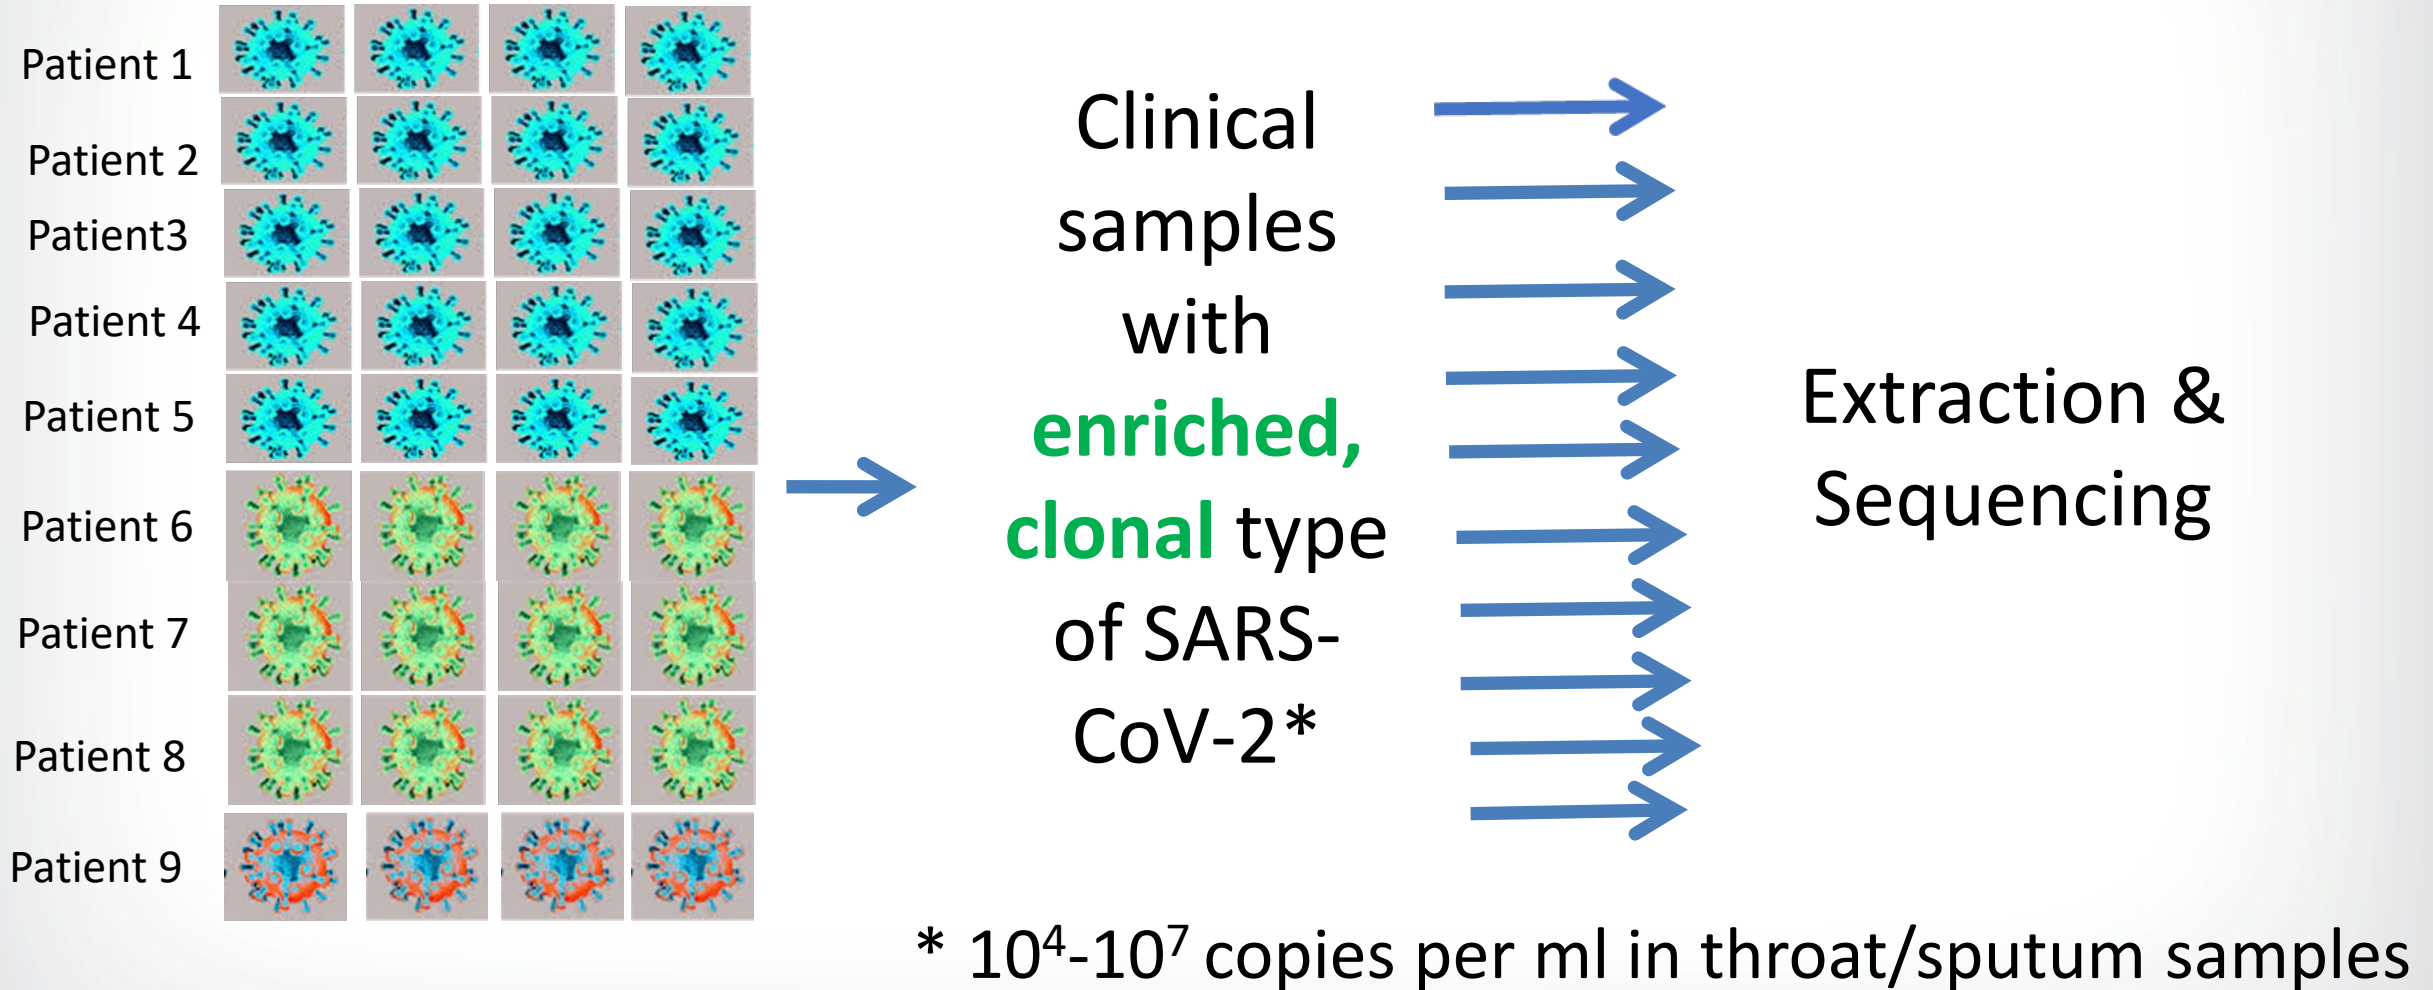 Patient 1
Patient 2
Patient3
Patient 4
Patient 5
Patient 6
Patient 7
Patient 8
Patient 9
Clinical
samples
with
enriched,
clonal type
of SARS-
CoV-2*
Extraction &
Sequencing
* 10⁴-10⁷ copies per ml in throat/sputum samples